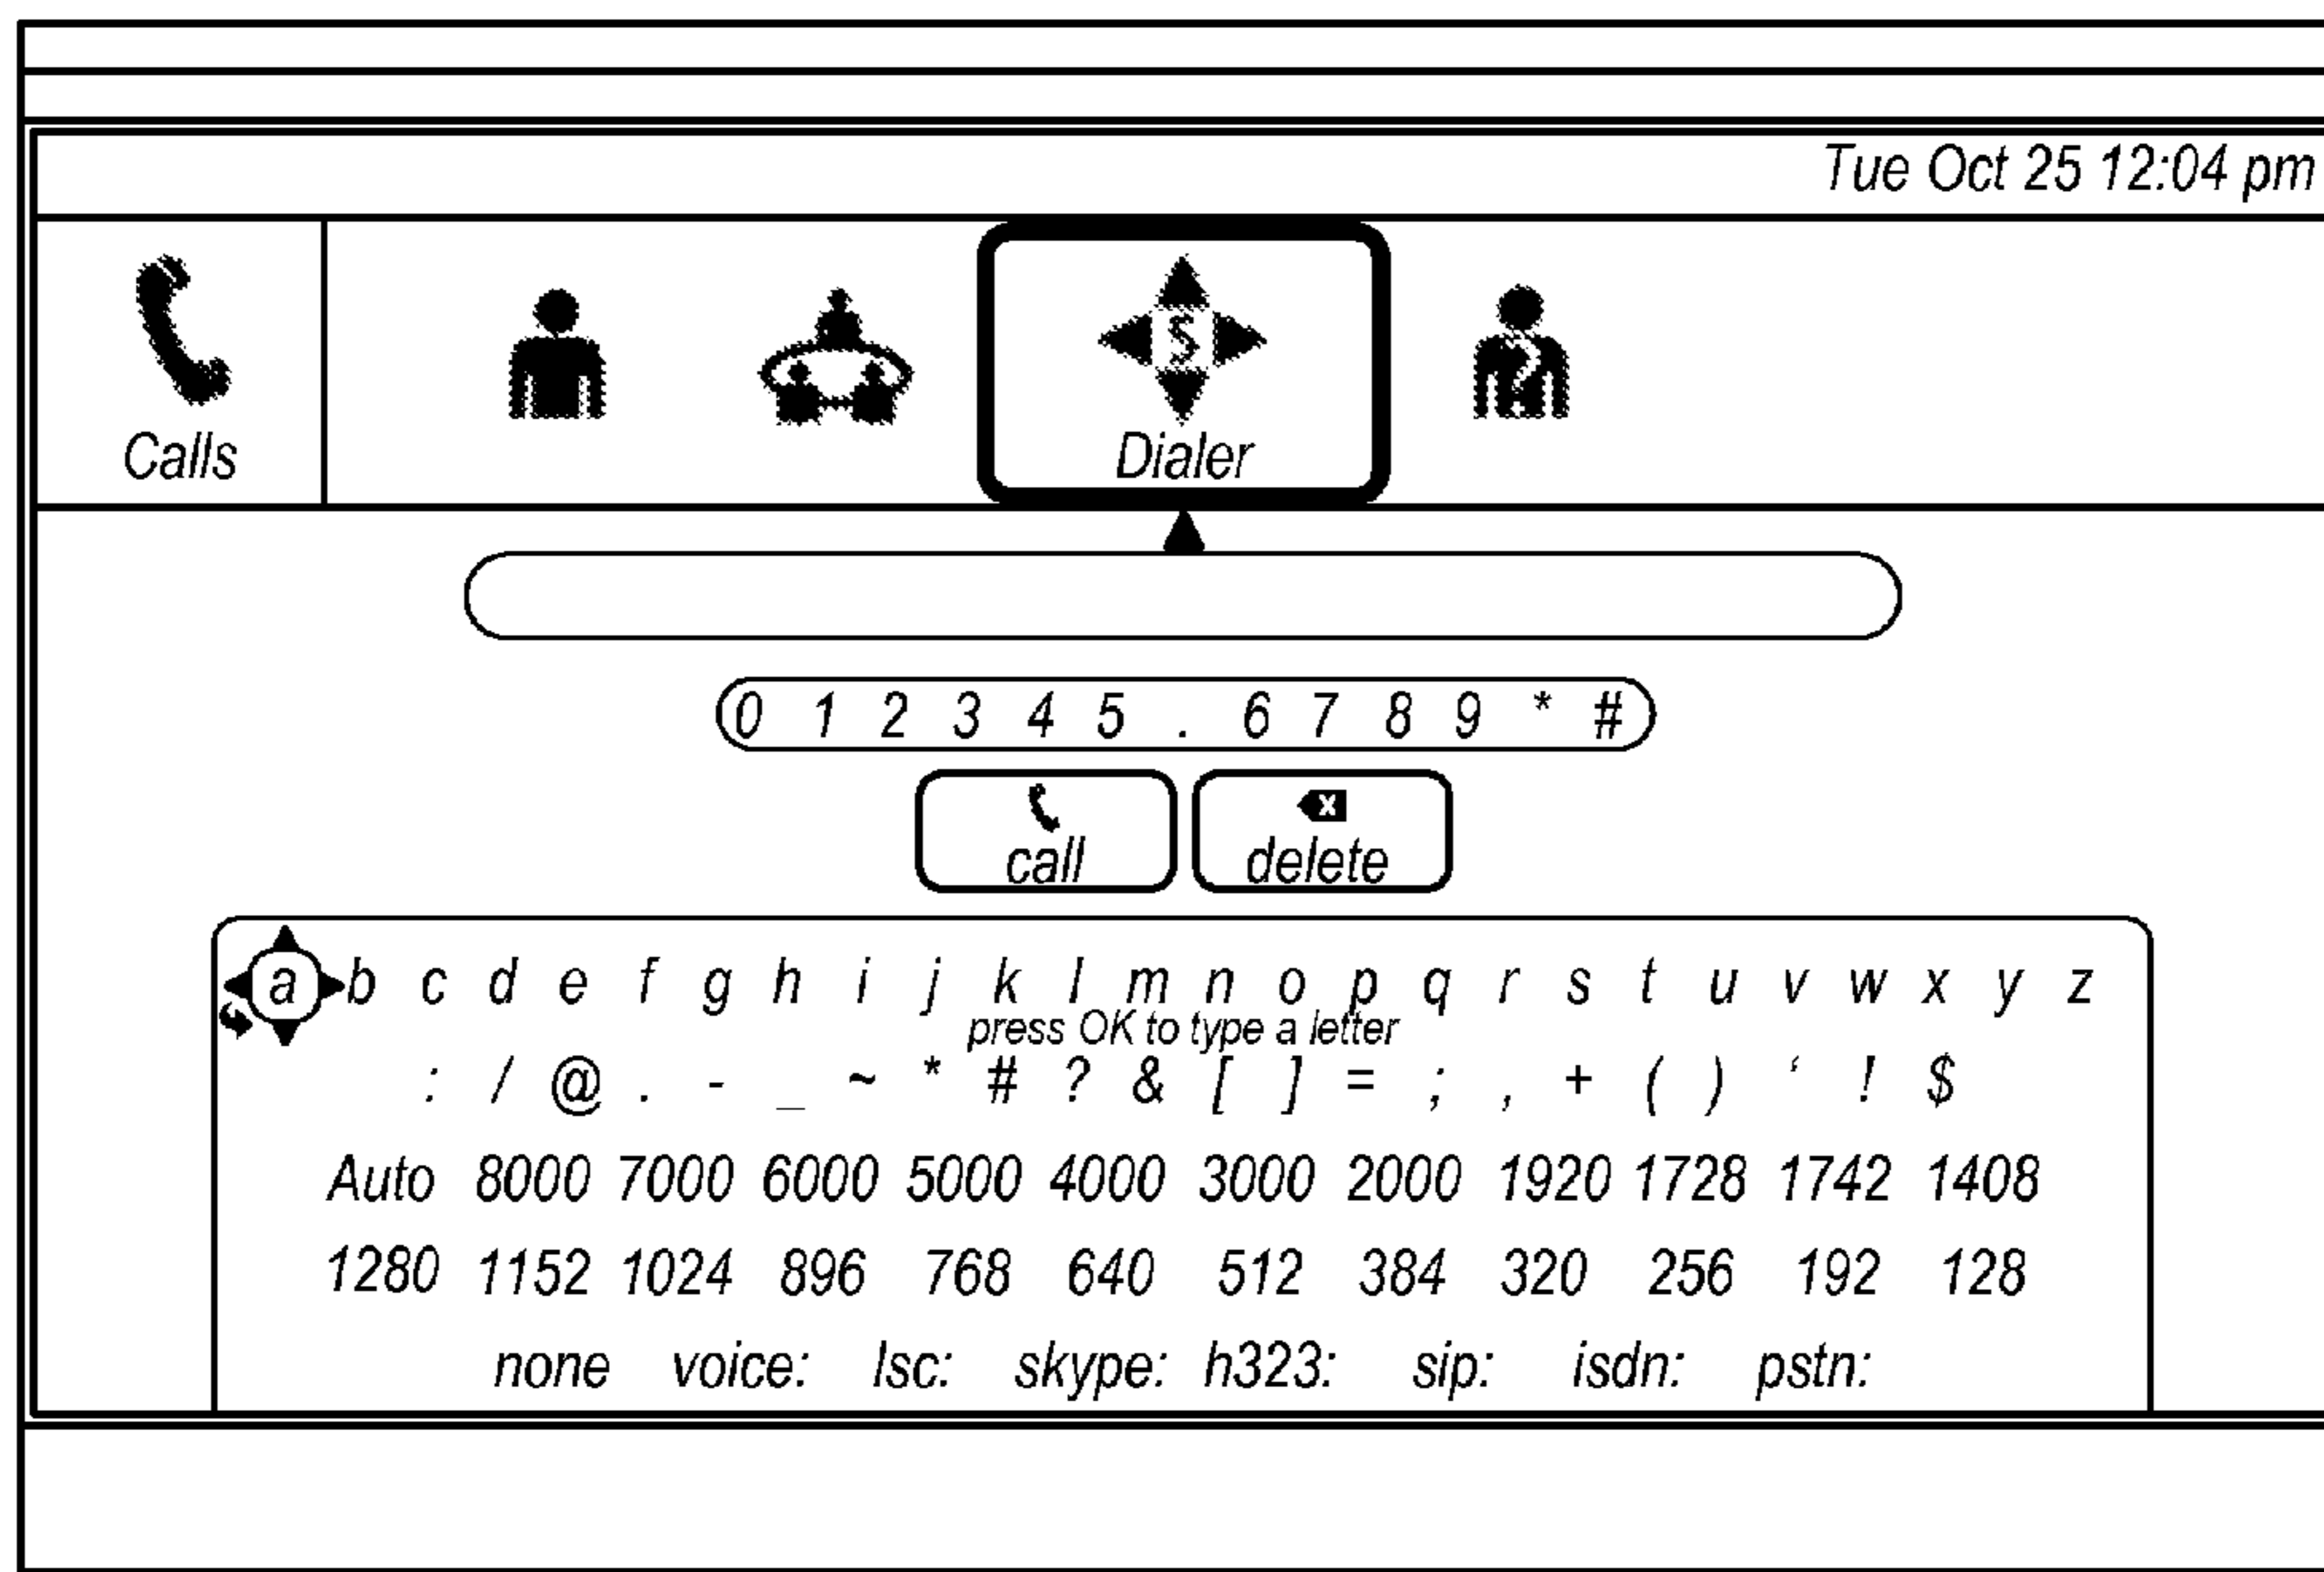 Tue Oct 25 12:04 pm
Calls
S
Dialer
0 1 2 3 4 5 . 6 7 8 9 * #
call delete
a b c d e f g h i j k l m n o p q r s t u v w x y z
press OK to type a letter
: / @ . - _ ~ * # ? & [ ] = ; , + ( ) ‘ ! $
Auto 8000 7000 6000 5000 4000 3000 2000 1920 1728 1742 1408
1280 1152 1024 896 768 640 512 384 320 256 192 128
none voice: lsc: skype: h323: sip: isdn: pstn: